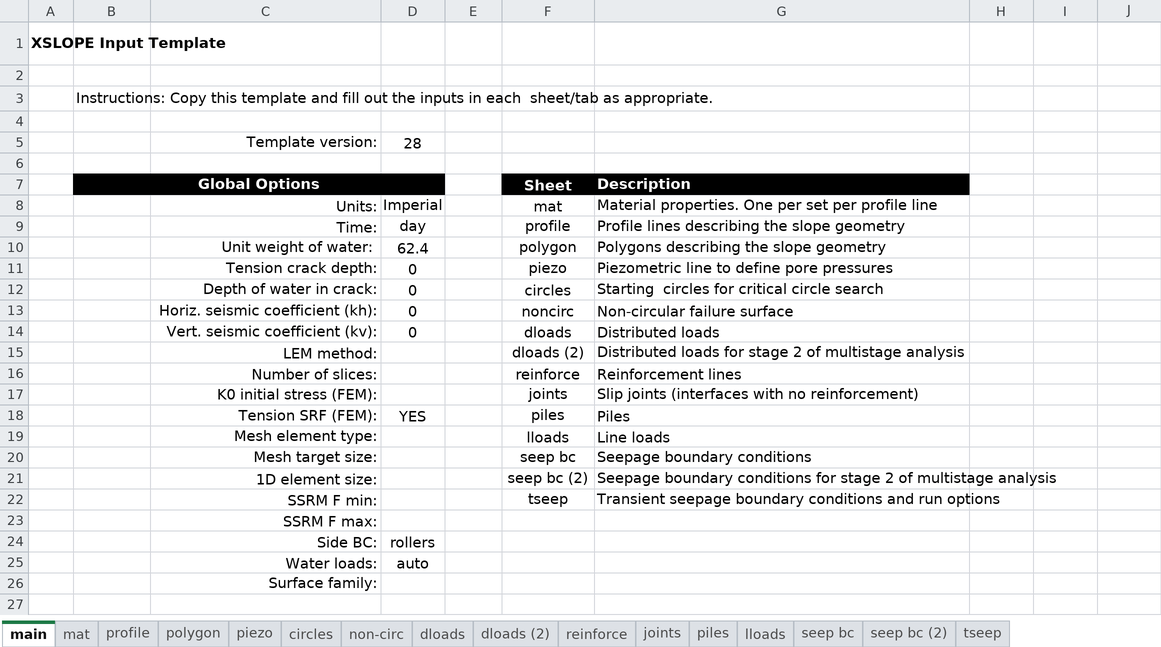 A B C D E F G H I J
1 XSLOPE Input Template
2
3 Instructions: Copy this template and fill out the inputs in each  sheet/tab as appropriate.
4
5 Template version: 28
6
7 Global Options Sheet Description
8 Units: Imperial mat Material properties. One per set per profile line
9 Time: day profile Profile lines describing the slope geometry
10 Unit weight of water: 62.4 polygon Polygons describing the slope geometry
11 Tension crack depth: 0 piezo Piezometric line to define pore pressures
12 Depth of water in crack: 0 circles Starting  circles for critical circle search
13 Horiz. seismic coefficient (kh): 0 noncirc Non-circular failure surface
14 Vert. seismic coefficient (kv): 0 dloads Distributed loads
15 LEM method: dloads (2) Distributed loads for stage 2 of multistage analysis
16 Number of slices: reinforce Reinforcement lines
17 K0 initial stress (FEM): joints Slip joints (interfaces with no reinforcement)
18 Tension SRF (FEM): YES piles Piles
19 Mesh element type: lloads Line loads
20 Mesh target size: seep bc Seepage boundary conditions
21 1D element size: seep bc (2) Seepage boundary conditions for stage 2 of multistage analysis
22 SSRM F min: tseep Transient seepage boundary conditions and run options
23 SSRM F max:
24 Side BC: rollers
25 Water loads: auto
26 Surface family:
27
main mat profile polygon piezo circles non-circ dloads dloads (2) reinforce joints piles lloads seep bc seep bc (2) tseep